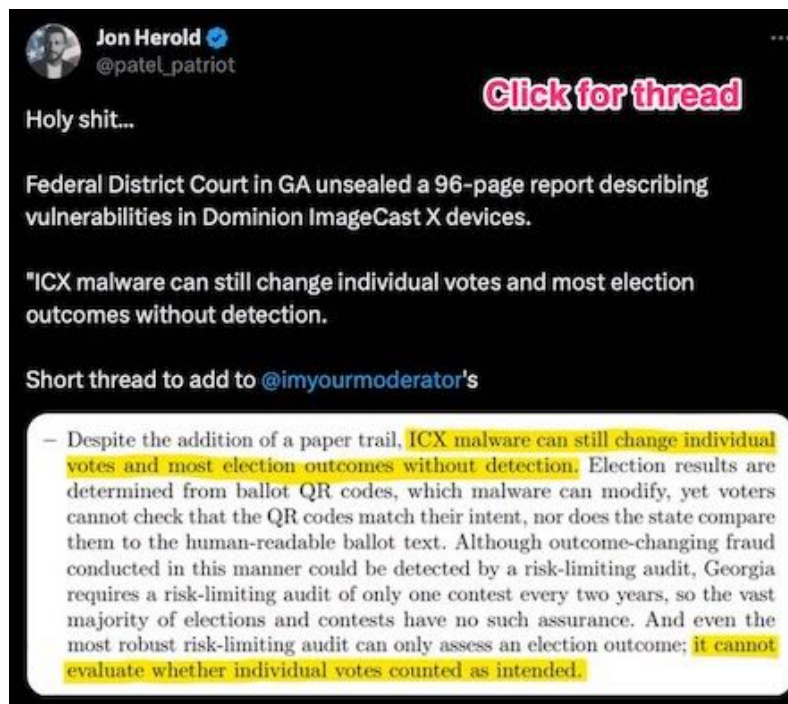 Jon Herold
@patel_patriot
Click for thread
Holy shit...
Federal District Court in GA unsealed a 96-page report describing
vulnerabilities in Dominion ImageCast X devices.
"ICX malware can still change individual votes and most election
outcomes without detection.
Short thread to add to @imyourmoderator's
– Despite the addition of a paper trail, ICX malware can still change individual
votes and most election outcomes without detection. Election results are
determined from ballot QR codes, which malware can modify, yet voters
cannot check that the QR codes match their intent, nor does the state compare
them to the human-readable ballot text. Although outcome-changing fraud
conducted in this manner could be detected by a risk-limiting audit, Georgia
requires a risk-limiting audit of only one contest every two years, so the vast
majority of elections and contests have no such assurance. And even the
most robust risk-limiting audit can only assess an election outcome; it cannot
evaluate whether individual votes counted as intended.